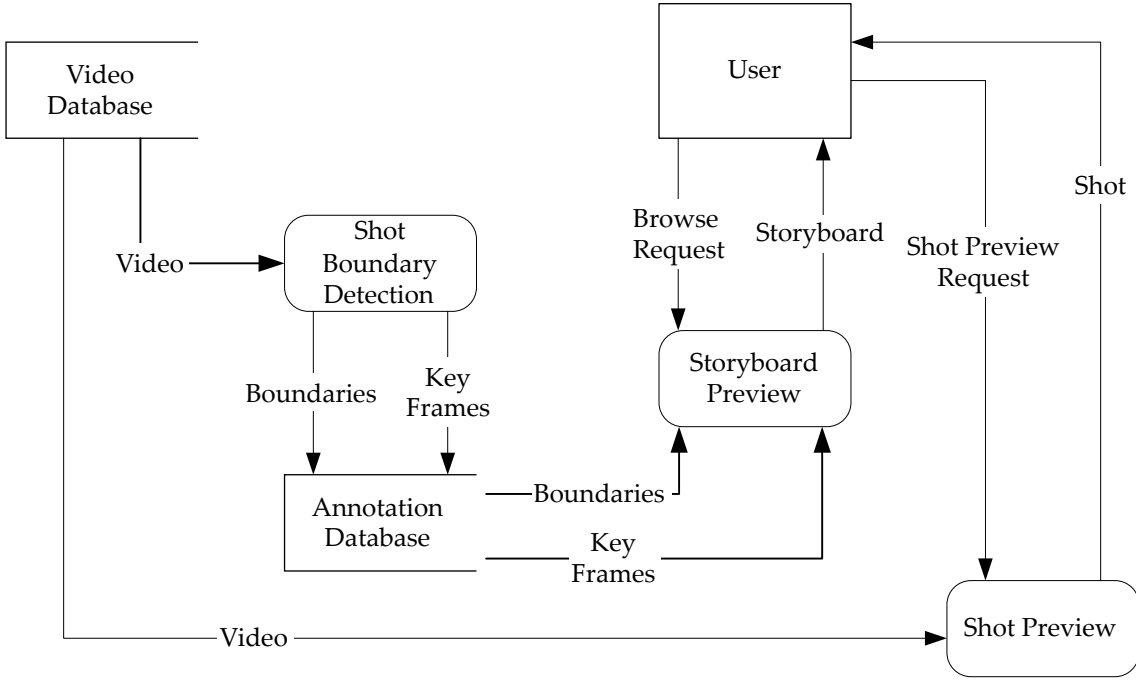 Video
Database
User
Shot
Browse
Request
Storyboard
Shot Preview
Request
Shot
Boundary
Detection
Video
Storyboard
Preview
Boundaries
Key
Frames
Annotation
Database
Boundaries
Key
Frames
Video
Shot Preview